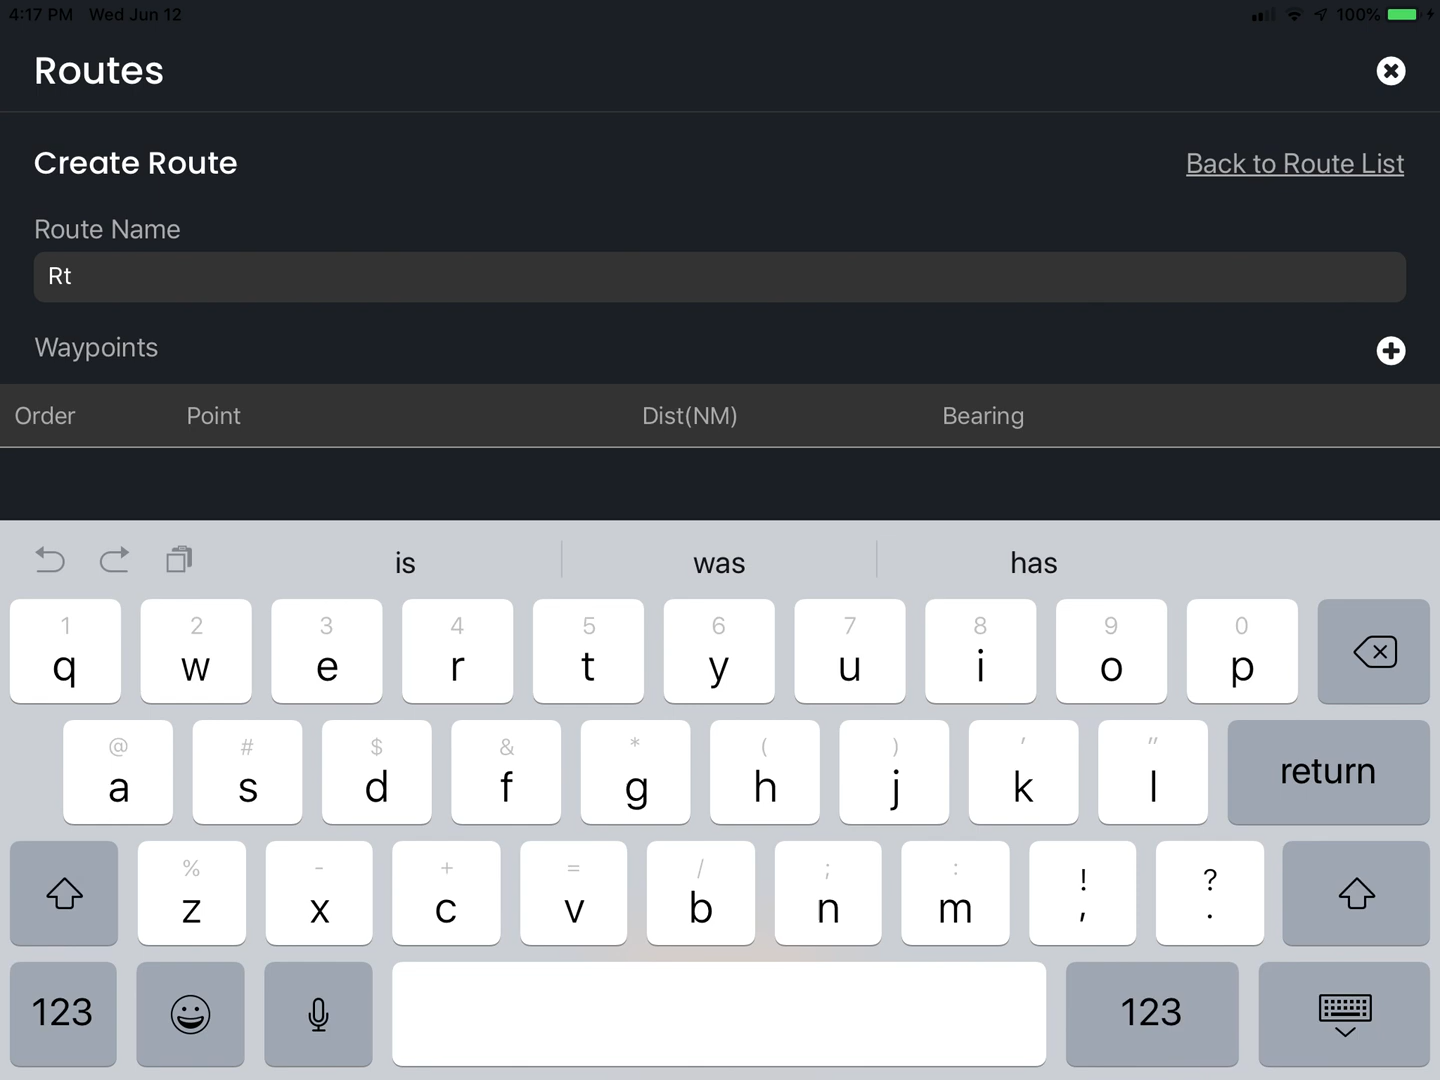 4:17 PM Wed Jun 12 100%
Routes
Create Route Back to Route List
Route Name
Rt
Waypoints
Order Point Dist(NM) Bearing
is was has
1 2 3 4 5 6 7 8 9 0
q w e r t y u i o p
@ # $ & * ( ) ' "
a s d f g h j k l return
% - + = / ; : ! ?
z x c v b n m , .
123 123